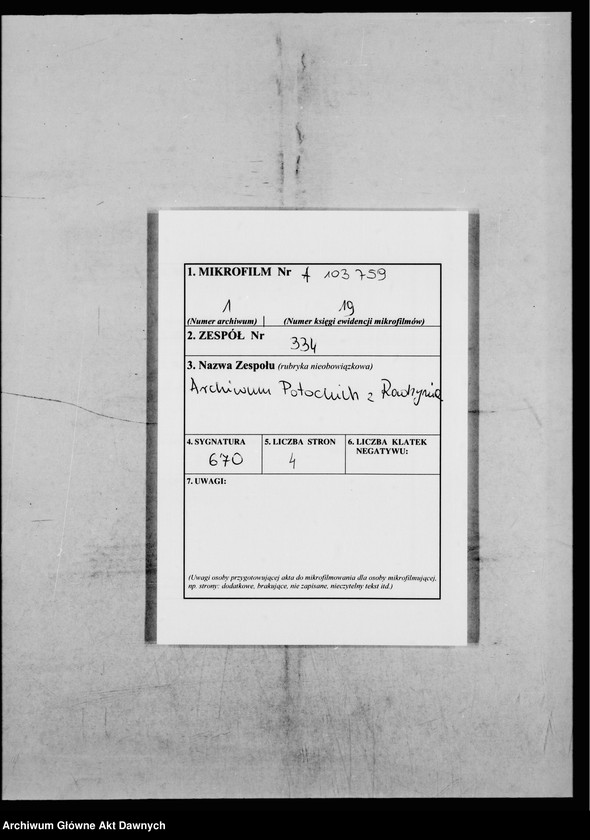 1. MIKROFILM Nr A 103759
1 19
(Numer archiwum) (Numer księgi ewidencji mikrofilmów)
2. ZESPÓŁ Nr 334
3. Nazwa Zespołu (rubryka nieobowiązkowa)
Archiwum Potockich z Radzynia
4. SYGNATURA 5. LICZBA STRON 6. LICZBA KLATEK
NEGATYWU:
670 4
7. UWAGI:
(Uwagi osoby przygotowującej akta do mikrofilmowania dla osoby mikrofilmującej,
np. strony: dodatkowe, brakujące, nie zapisane, nieczytelny tekst itd.)
Archiwum Główne Akt Dawnych